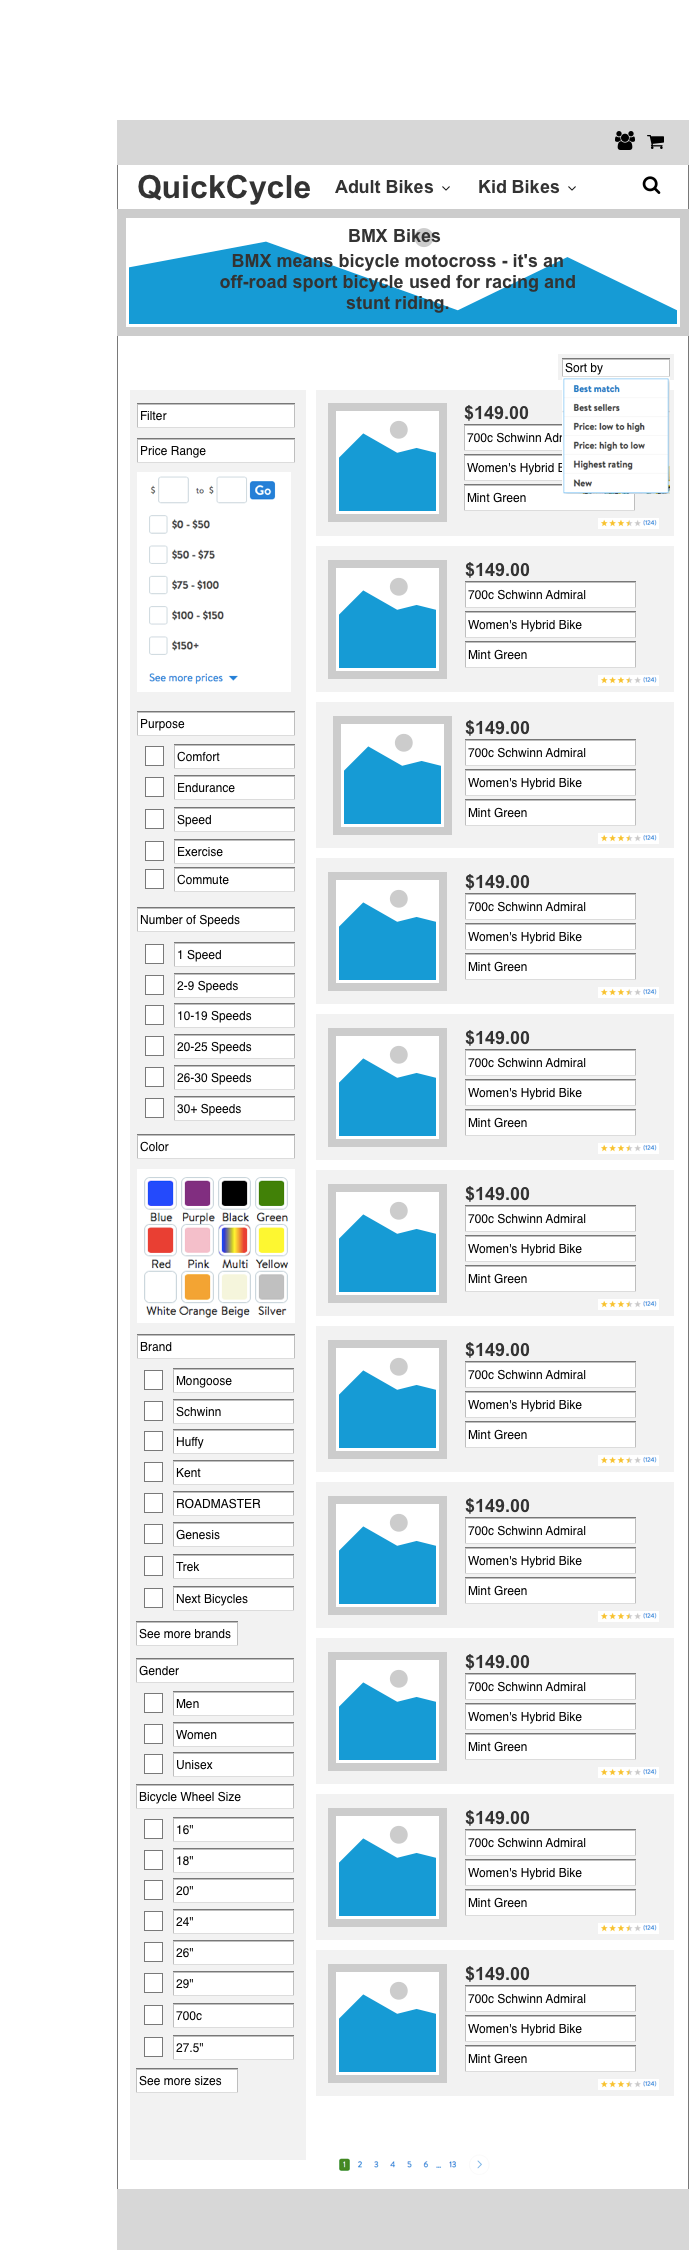 QuickCycle
Adult Bikes
Kid Bikes
BMX Bikes
BMX means bicycle motocross - it's an
off-road sport bicycle used for racing and
stunt riding.
Sort by
Best match
Best sellers
Price: low to high
Price: high to low
Highest rating
New
Filter
Price Range
$ to $ Go
$0 - $50
$50 - $75
$75 - $100
$100 - $150
$150+
See more prices
Purpose
Comfort
Endurance
Speed
Exercise
Commute
Number of Speeds
1 Speed
2-9 Speeds
10-19 Speeds
20-25 Speeds
26-30 Speeds
30+ Speeds
Color
Blue Purple Black Green
Red Pink Multi Yellow
White Orange Beige Silver
Brand
Mongoose
Schwinn
Huffy
Kent
ROADMASTER
Genesis
Trek
Next Bicycles
See more brands
Gender
Men
Women
Unisex
Bicycle Wheel Size
16"
18"
20"
24"
26"
29"
700c
27.5"
See more sizes
$149.00
700c Schwinn Adr
Women's Hybrid E
Mint Green
(124)
$149.00
700c Schwinn Admiral
Women's Hybrid Bike
Mint Green
(124)
$149.00
700c Schwinn Admiral
Women's Hybrid Bike
Mint Green
(124)
$149.00
700c Schwinn Admiral
Women's Hybrid Bike
Mint Green
(124)
$149.00
700c Schwinn Admiral
Women's Hybrid Bike
Mint Green
(124)
$149.00
700c Schwinn Admiral
Women's Hybrid Bike
Mint Green
(124)
$149.00
700c Schwinn Admiral
Women's Hybrid Bike
Mint Green
(124)
$149.00
700c Schwinn Admiral
Women's Hybrid Bike
Mint Green
(124)
$149.00
700c Schwinn Admiral
Women's Hybrid Bike
Mint Green
(124)
$149.00
700c Schwinn Admiral
Women's Hybrid Bike
Mint Green
(124)
$149.00
700c Schwinn Admiral
Women's Hybrid Bike
Mint Green
(124)
1 2 3 4 5 6 ... 13